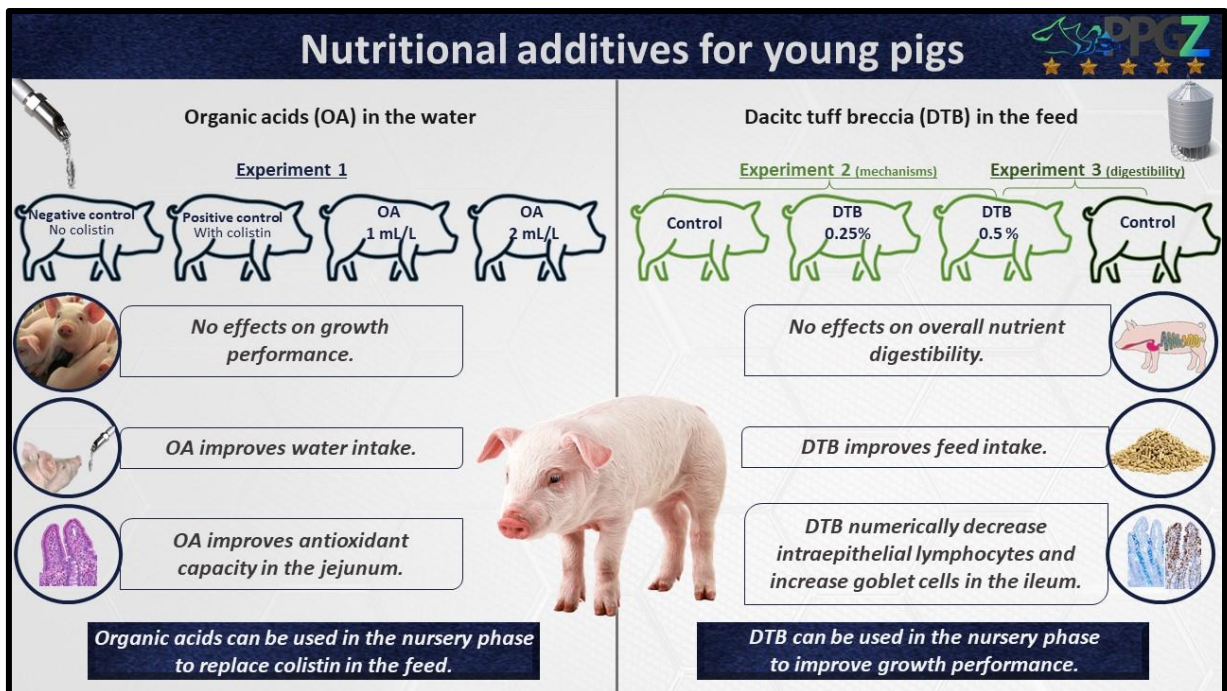 Nutritional additives for young pigs
PPGZ
Organic acids (OA) in the water
Experiment 1
Negative control
No colistin
Positive control
With colistin
OA
1 mL/L
OA
2 mL/L
No effects on growth
performance.
OA improves water intake.
OA improves antioxidant
capacity in the jejunum.
Organic acids can be used in the nursery phase
to replace colistin in the feed.
Dacitc tuff breccia (DTB) in the feed
Experiment 2 (mechanisms)
Experiment 3 (digestibility)
Control
DTB
0.25%
DTB
0.5 %
Control
No effects on overall nutrient
digestibility.
DTB improves feed intake.
DTB numerically decrease
intraepithelial lymphocytes and
increase goblet cells in the ileum.
DTB can be used in the nursery phase
to improve growth performance.